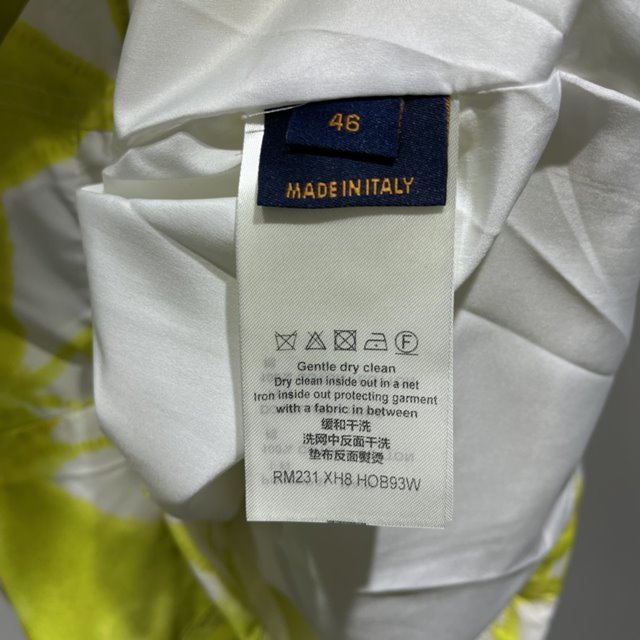 46
MADE IN ITALY
F
Gentle dry clean
Dry clean inside out in a net
Iron inside out protecting garment
with a fabric in between
缓和干洗
洗网中反面干洗
垫布反面熨烫
RM231 XH8 HOB93W